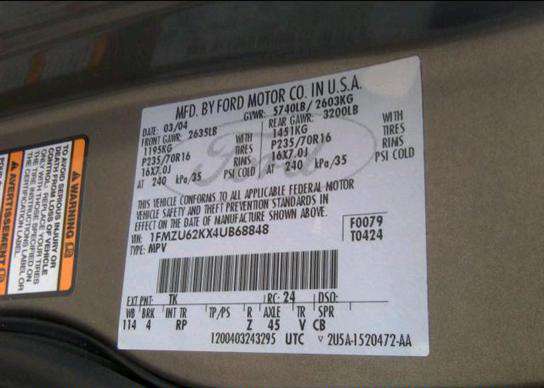 MFD. BY FORD MOTOR CO. IN U.S.A.
DATE: 03/04 GVWR: 5740LB/ 2603KG
FRONT GAWR: 2635LB REAR GAWR: 3200LB
1195KG WITH 1451KG WITH
P235/70R16 TIRES P235/70R16 TIRES
16X7.0J RIMS 16X7.0J RIMS
AT 240 kPa/35 PSI COLD AT 240 kPa/35 PSI COLD
THIS VEHICLE CONFORMS TO ALL APPLICABLE FEDERAL MOTOR
VEHICLE SAFETY AND THEFT PREVENTION STANDARDS IN
EFFECT ON THE DATE OF MANUFACTURE SHOWN ABOVE.
VIN: 1FMZU62KX4UB68848 F0079
TYPE: MPV T0424
EXT PNT: TK RC: 24 DSO:
WB BRK INT TR TP/PS R AXLE TR SPR
114 4 RP Z 45 V CB
1200403243295 UTC 2U5A-1520472-AA
Ford
AVERTISSEMENT
TO AVOID SERIOUS